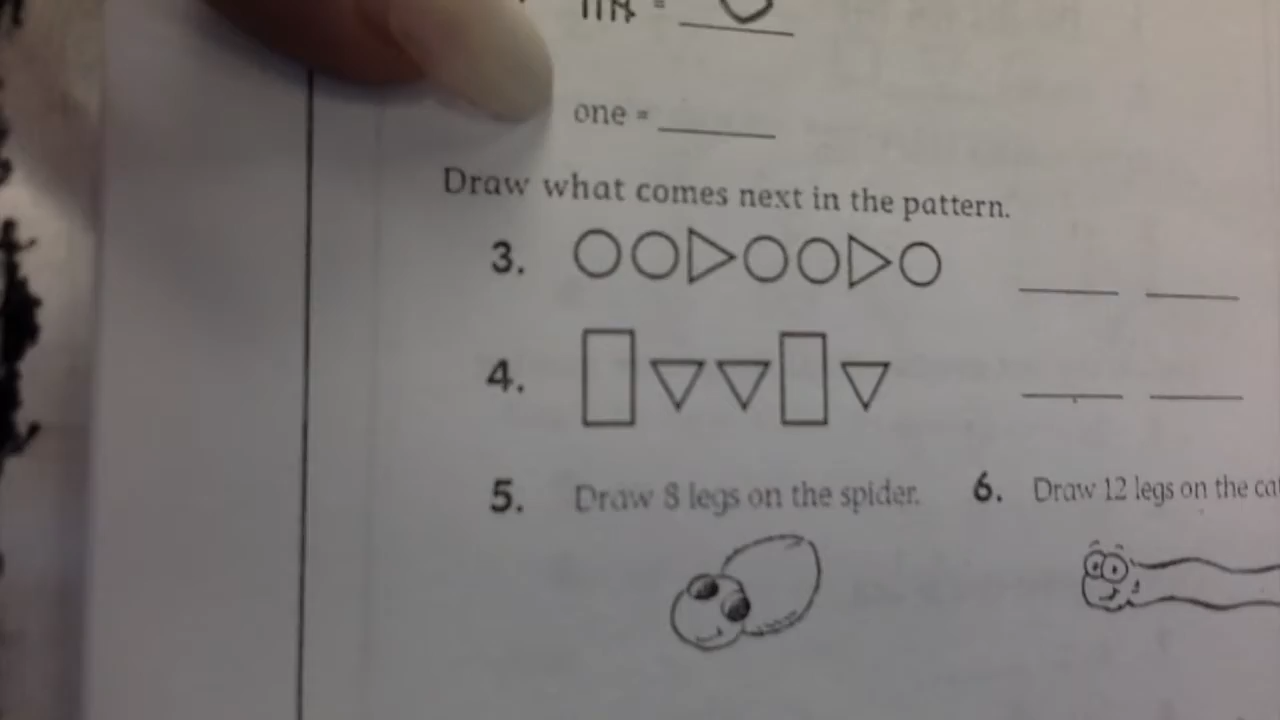 one =
Draw what comes next in the pattern.
3.
4.
5. Draw 8 legs on the spider.
6. Draw 12 legs on the